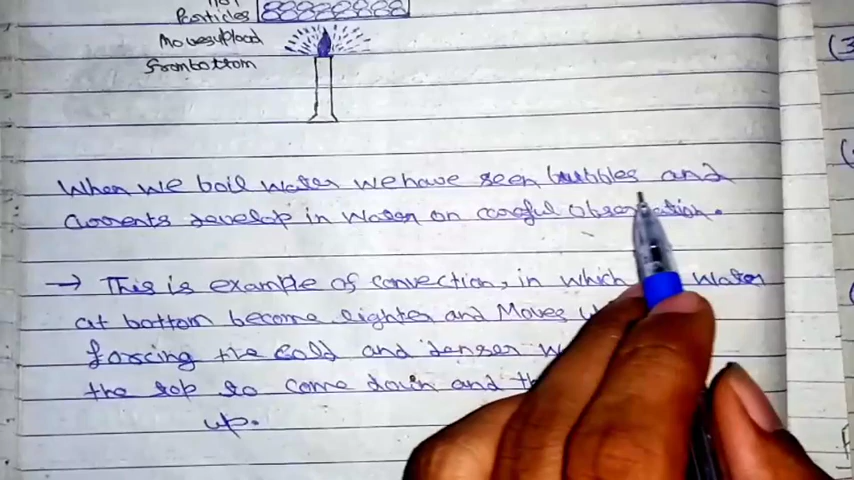 Hot
Particles
Moves upload
from bottom
When we boil water we have seen bubbles and
currents develop in water on careful observation.
→ This is example of convection, in which water
at bottom become lighter and Moves
forcing the cold and denser
the top to come down and
up.
(3